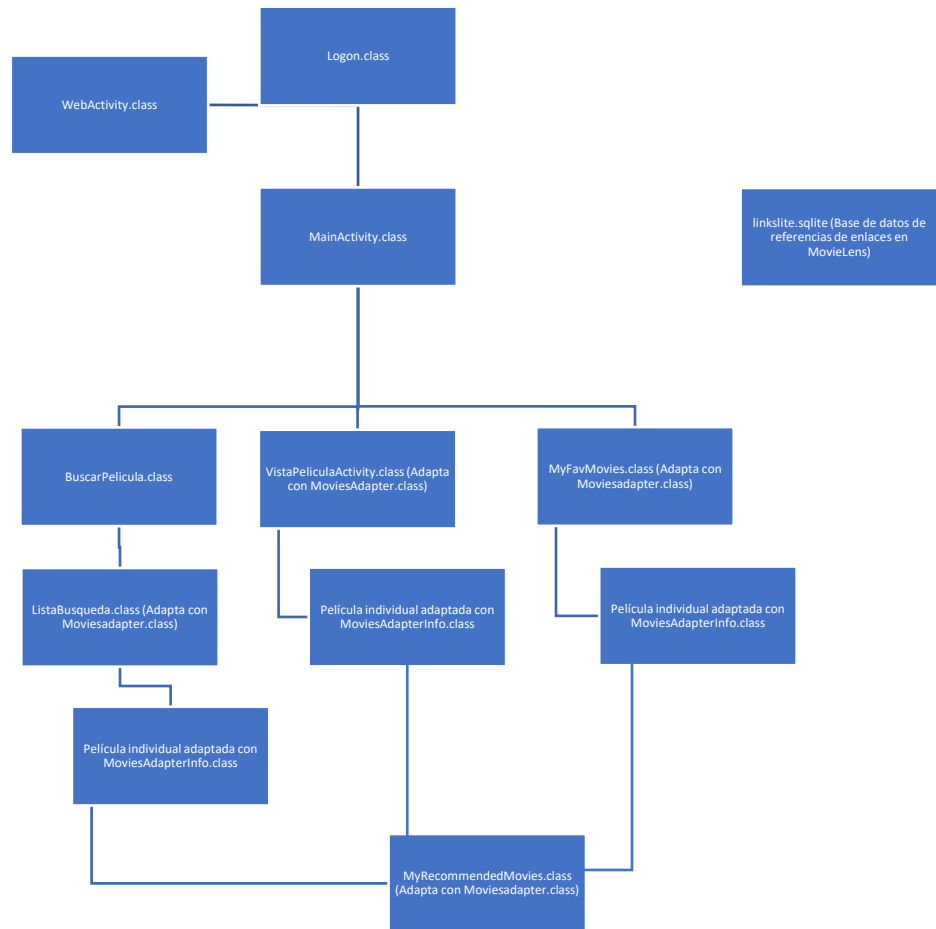 Logon.class
WebActivity.class
MainActivity.class
linkslite.sqlite (Base de datos de
referencias de enlaces en
MovieLens)
BuscarPelicula.class
VistaPeliculaActivity.class (Adapta
con MoviesAdapter.class)
MyFavMovies.class (Adapta con
Moviesadapter.class)
ListaBusqueda.class (Adapta con
Moviesadapter.class)
Película individual adaptada con
MoviesAdapterInfo.class
Película individual adaptada con
MoviesAdapterInfo.class
Película individual adaptada con
MoviesAdapterInfo.class
MyRecommendedMovies.class
(Adapta con Moviesadapter.class)